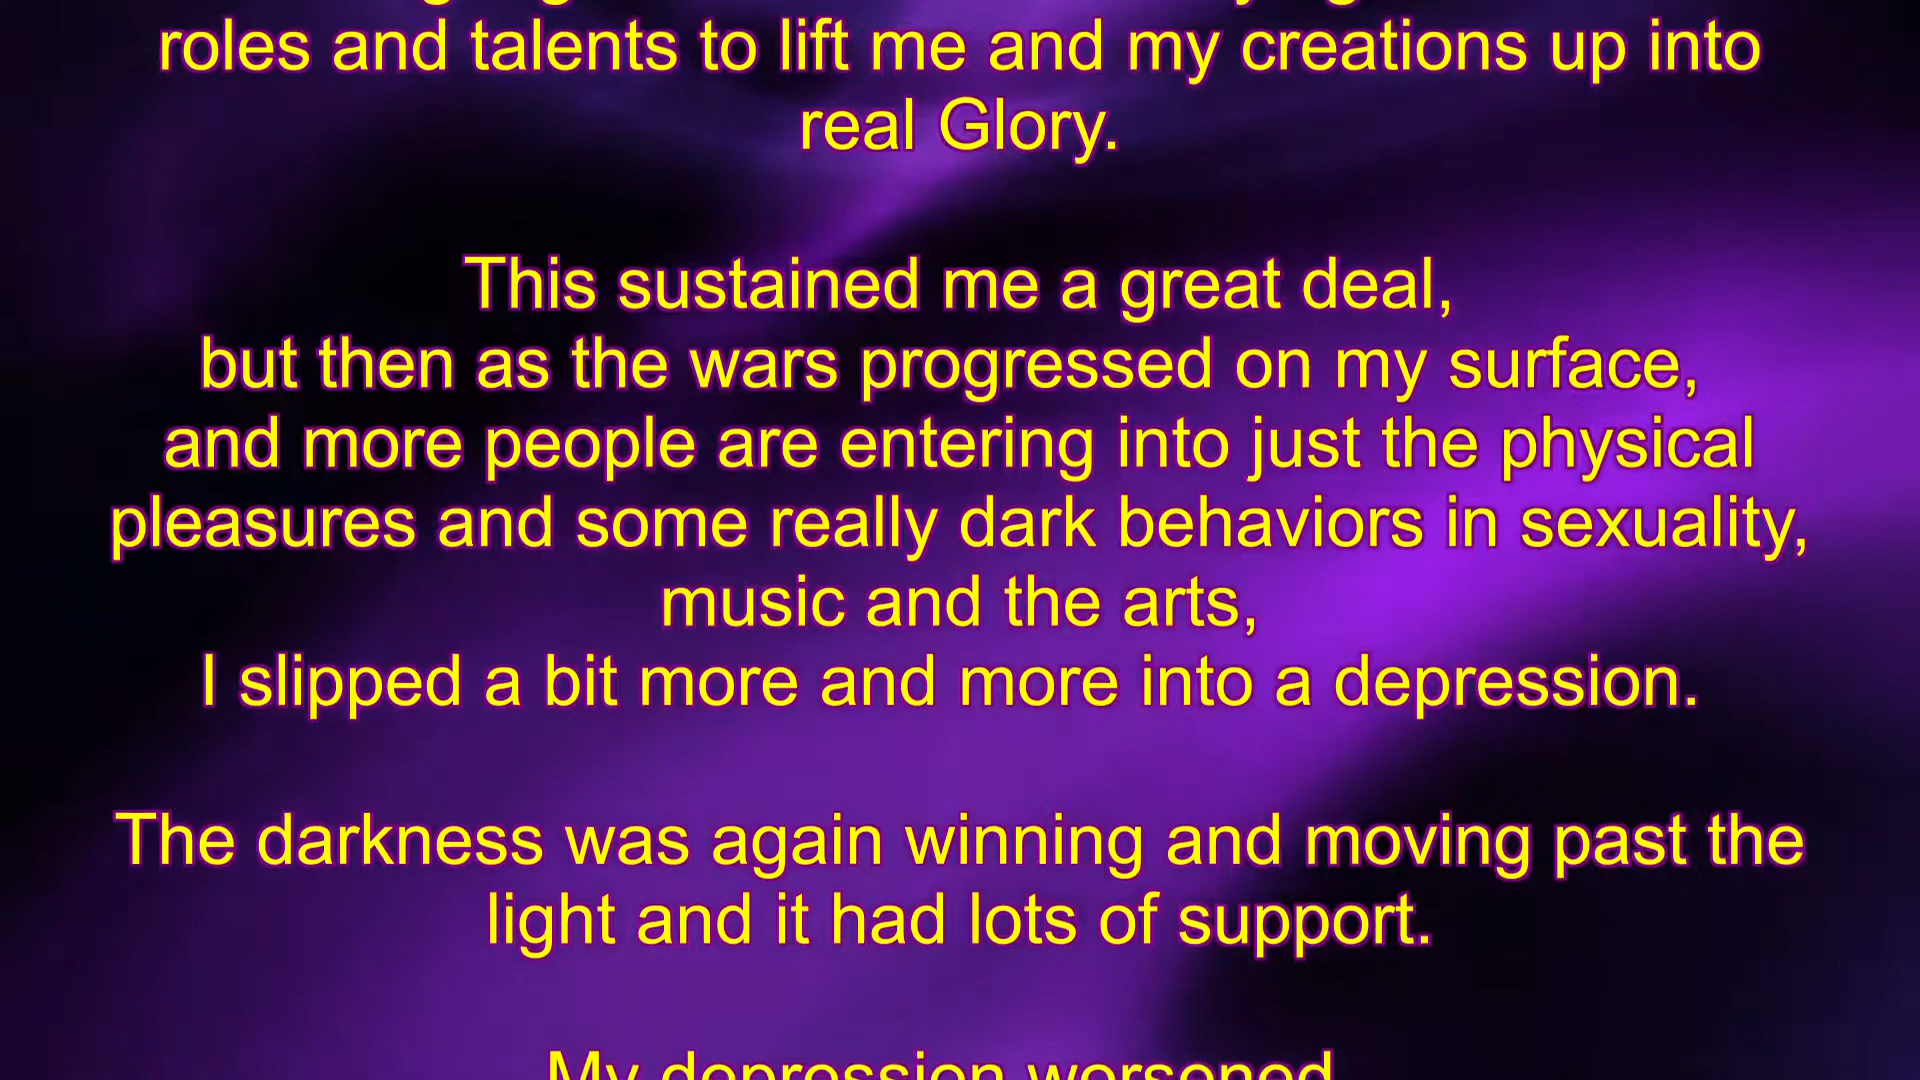 roles and talents to lift me and my creations up into
real Glory.
This sustained me a great deal,
but then as the wars progressed on my surface,
and more people are entering into just the physical
pleasures and some really dark behaviors in sexuality,
music and the arts,
I slipped a bit more and more into a depression.
The darkness was again winning and moving past the
light and it had lots of support.
My depression worsened